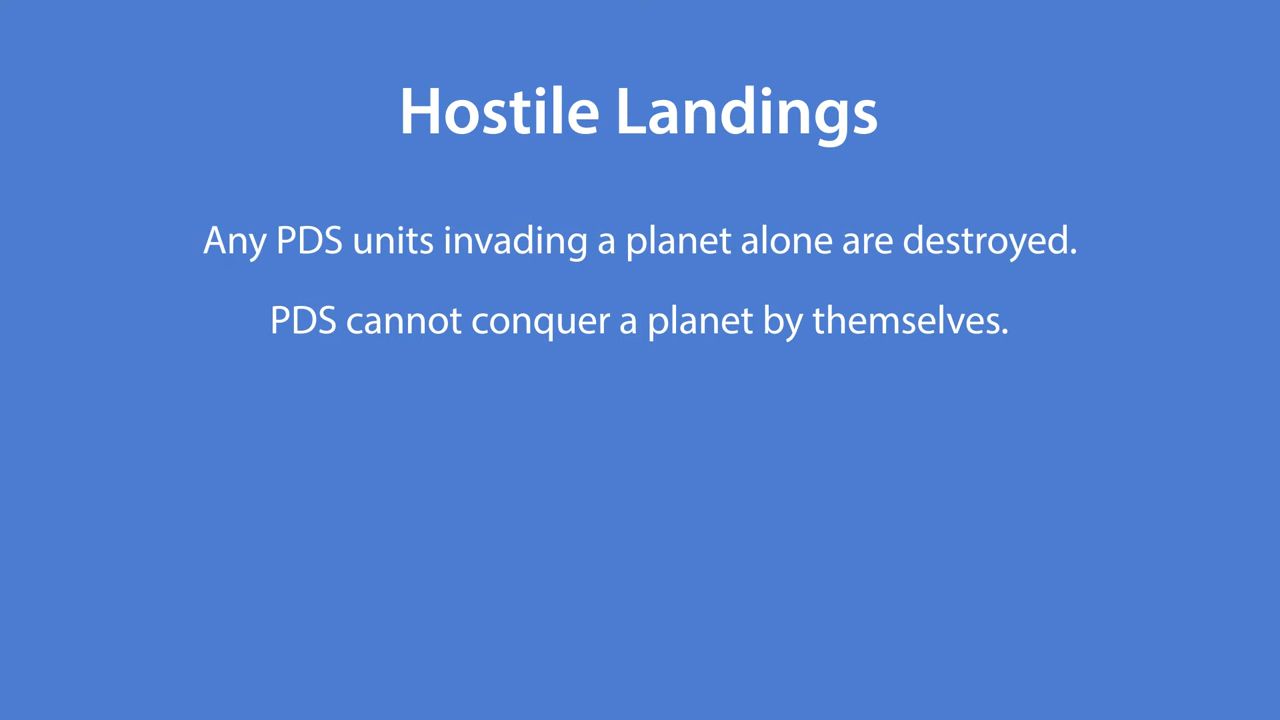 Hostile Landings
Any PDS units invading a planet alone are destroyed.
PDS cannot conquer a planet by themselves.